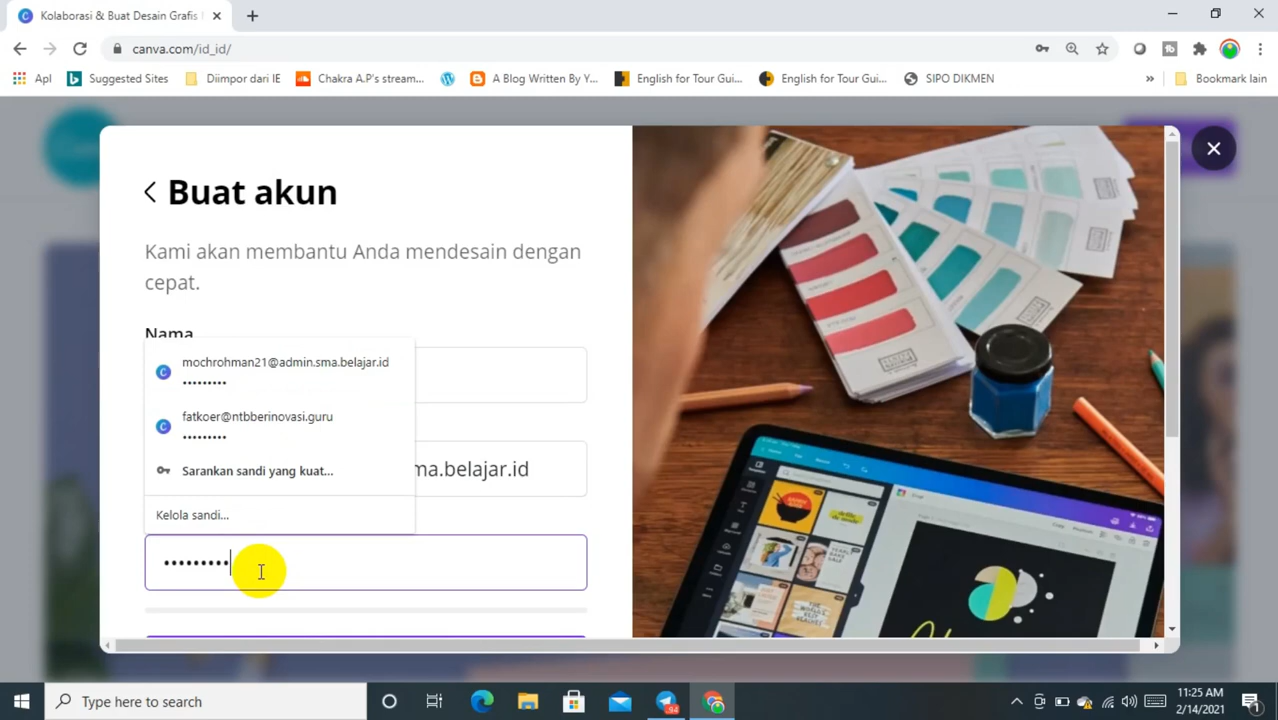 Kolaborasi & Buat Desain Grafis
canva.com/id_id/
Apl
Suggested Sites
Diimpor dari IE
Chakra A.P's stream...
A Blog Written By Y...
English for Tour Gui...
English for Tour Gui...
SIPO DIKMEN
»
Bookmark lain
Buat akun
Kami akan membantu Anda mendesain dengan
cepat.
Nama
mochrohman21@admin.sma.belajar.id
•••••••••
fatkoer@ntbberinovasi.guru
•••••••••
ma.belajar.id
Sarankan sandi yang kuat...
Kelola sandi...
•••••••••
Type here to search
94
11:25 AM
2/14/2021
1